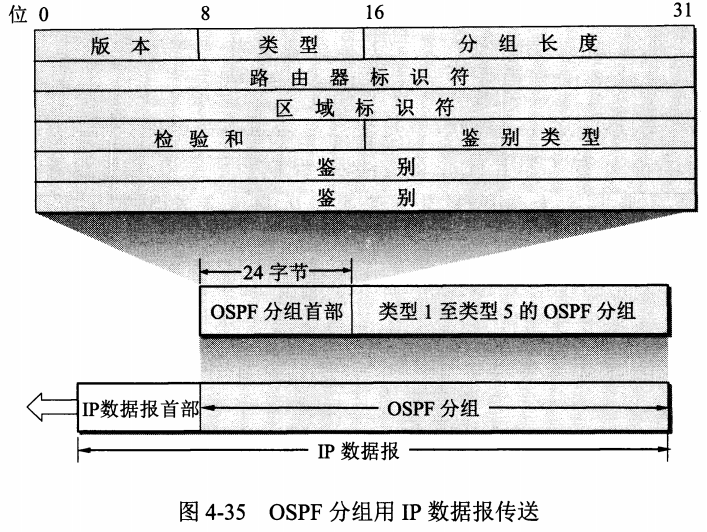 位 0 8 16 31
版本 类型 分组长度
路由器标识符
区域标识符
检验和 鉴别类型
鉴别
鉴别
24 字节
OSPF 分组首部 类型 1 至类型 5 的 OSPF 分组
IP数据报首部 OSPF 分组
IP 数据报
图 4-35 OSPF 分组用 IP 数据报传送